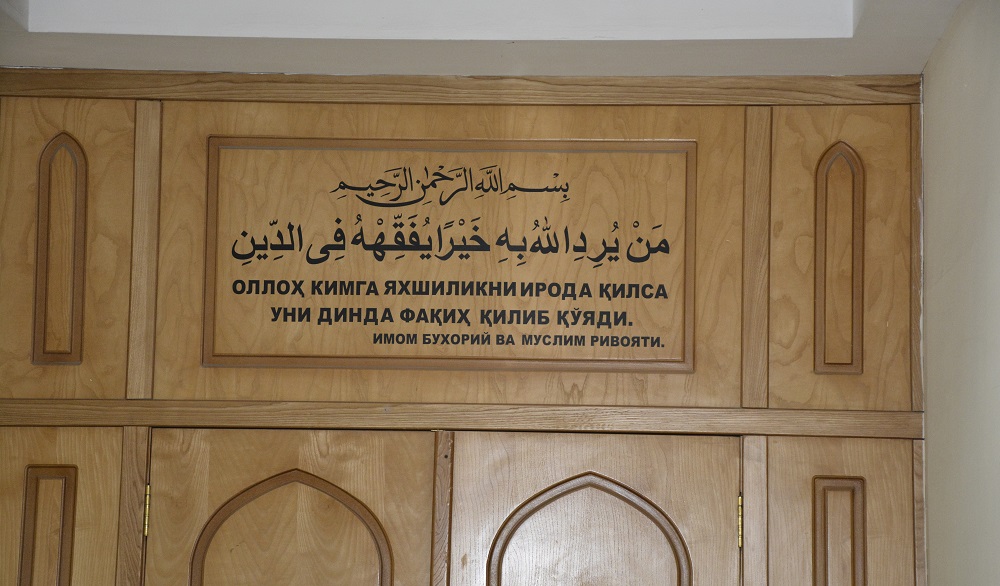 بِسْمِ اللَّهِ الرَّحْمٰنِ الرَّحِيمِ
مَنْ يُرِدِ اللهُ بِهِ خَيْرًا يُفَقِّهْهُ فِي الدِّينِ
ОЛЛОҲ КИМГА ЯХШИЛИКНИ ИРОДА ҚИЛСА
УНИ ДИНДА ФАҚИҲ ҚИЛИБ ҚЎЯДИ.
ИМОМ БУХОРИЙ ВА МУСЛИМ РИВОЯТИ.